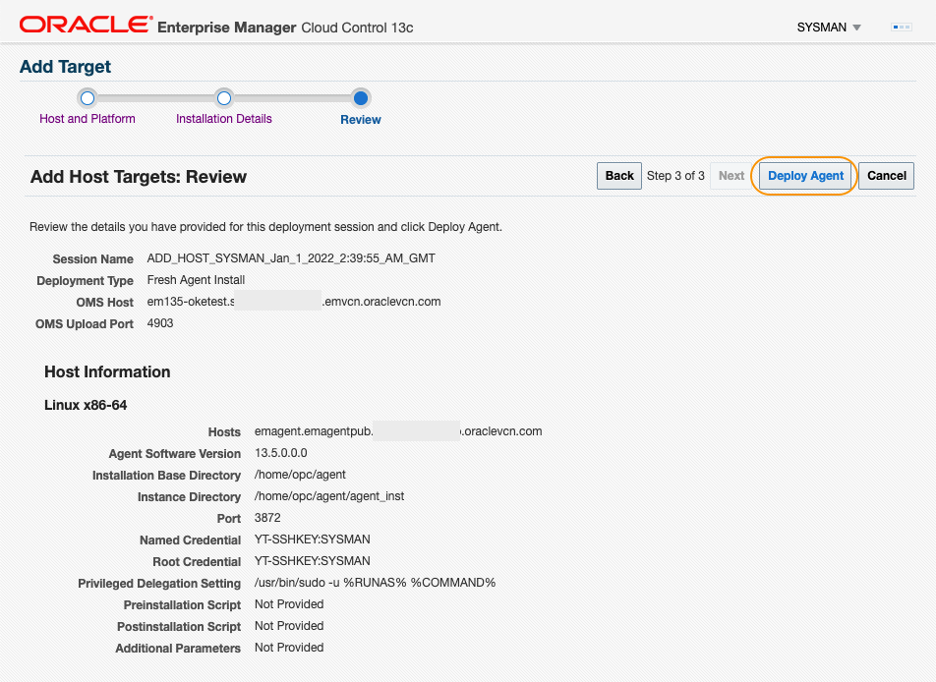 ORACLE® Enterprise Manager Cloud Control 13c
SYSMAN
Add Target
Host and Platform Installation Details Review
Add Host Targets: Review
Back Step 3 of 3 Next Deploy Agent Cancel
Review the details you have provided for this deployment session and click Deploy Agent.
Session Name ADD_HOST_SYSMAN_Jan_1_2022_2:39:55_AM_GMT
Deployment Type Fresh Agent Install
OMS Host em135-oketest.s .emvcn.oraclevcn.com
OMS Upload Port 4903
Host Information
Linux x86-64
Hosts emagent.emagentpub. .oraclevcn.com
Agent Software Version 13.5.0.0.0
Installation Base Directory /home/opc/agent
Instance Directory /home/opc/agent/agent_inst
Port 3872
Named Credential YT-SSHKEY:SYSMAN
Root Credential YT-SSHKEY:SYSMAN
Privileged Delegation Setting /usr/bin/sudo -u %RUNAS% %COMMAND%
Preinstallation Script Not Provided
Postinstallation Script Not Provided
Additional Parameters Not Provided